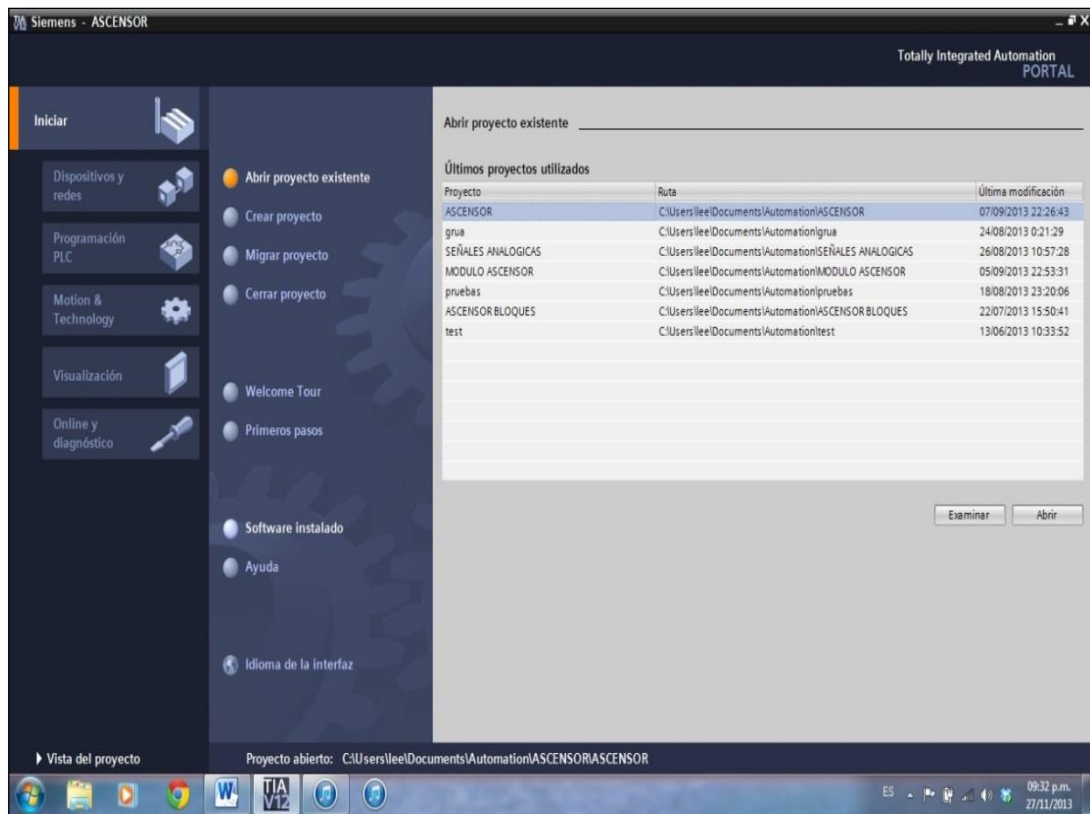 Siemens - ASCENSOR
Totally Integrated Automation
PORTAL
Iniciar
Dispositivos y
redes
Programación
PLC
Motion &
Technology
Visualización
Online y
diagnóstico
Vista del proyecto
Abrir proyecto existente
Crear proyecto
Migrar proyecto
Cerrar proyecto
Welcome Tour
Primeros pasos
Software instalado
Ayuda
Idioma de la interfaz
Abrir proyecto existente
Últimos proyectos utilizados
Proyecto Ruta Última modificación
ASCENSOR C:\Users\lee\Documents\Automation\ASCENSOR 07/09/2013 22:26:43
grua C:\Users\lee\Documents\Automation\grua 24/08/2013 0:21:29
SEÑALES ANALOGICAS C:\Users\lee\Documents\Automation\SEÑALES ANALOGICAS 26/08/2013 10:57:28
MODULO ASCENSOR C:\Users\lee\Documents\Automation\MODULO ASCENSOR 05/09/2013 22:53:31
pruebas C:\Users\lee\Documents\Automation\pruebas 18/08/2013 23:20:06
ASCENSOR BLOQUES C:\Users\lee\Documents\Automation\ASCENSOR BLOQUES 22/07/2013 15:50:41
test C:\Users\lee\Documents\Automation\test 13/06/2013 10:33:52
Examinar Abrir
Proyecto abierto: C:\Users\lee\Documents\Automation\ASCENSOR\ASCENSOR
W
TIA
V12
ES
09:32 p.m.
27/11/2013